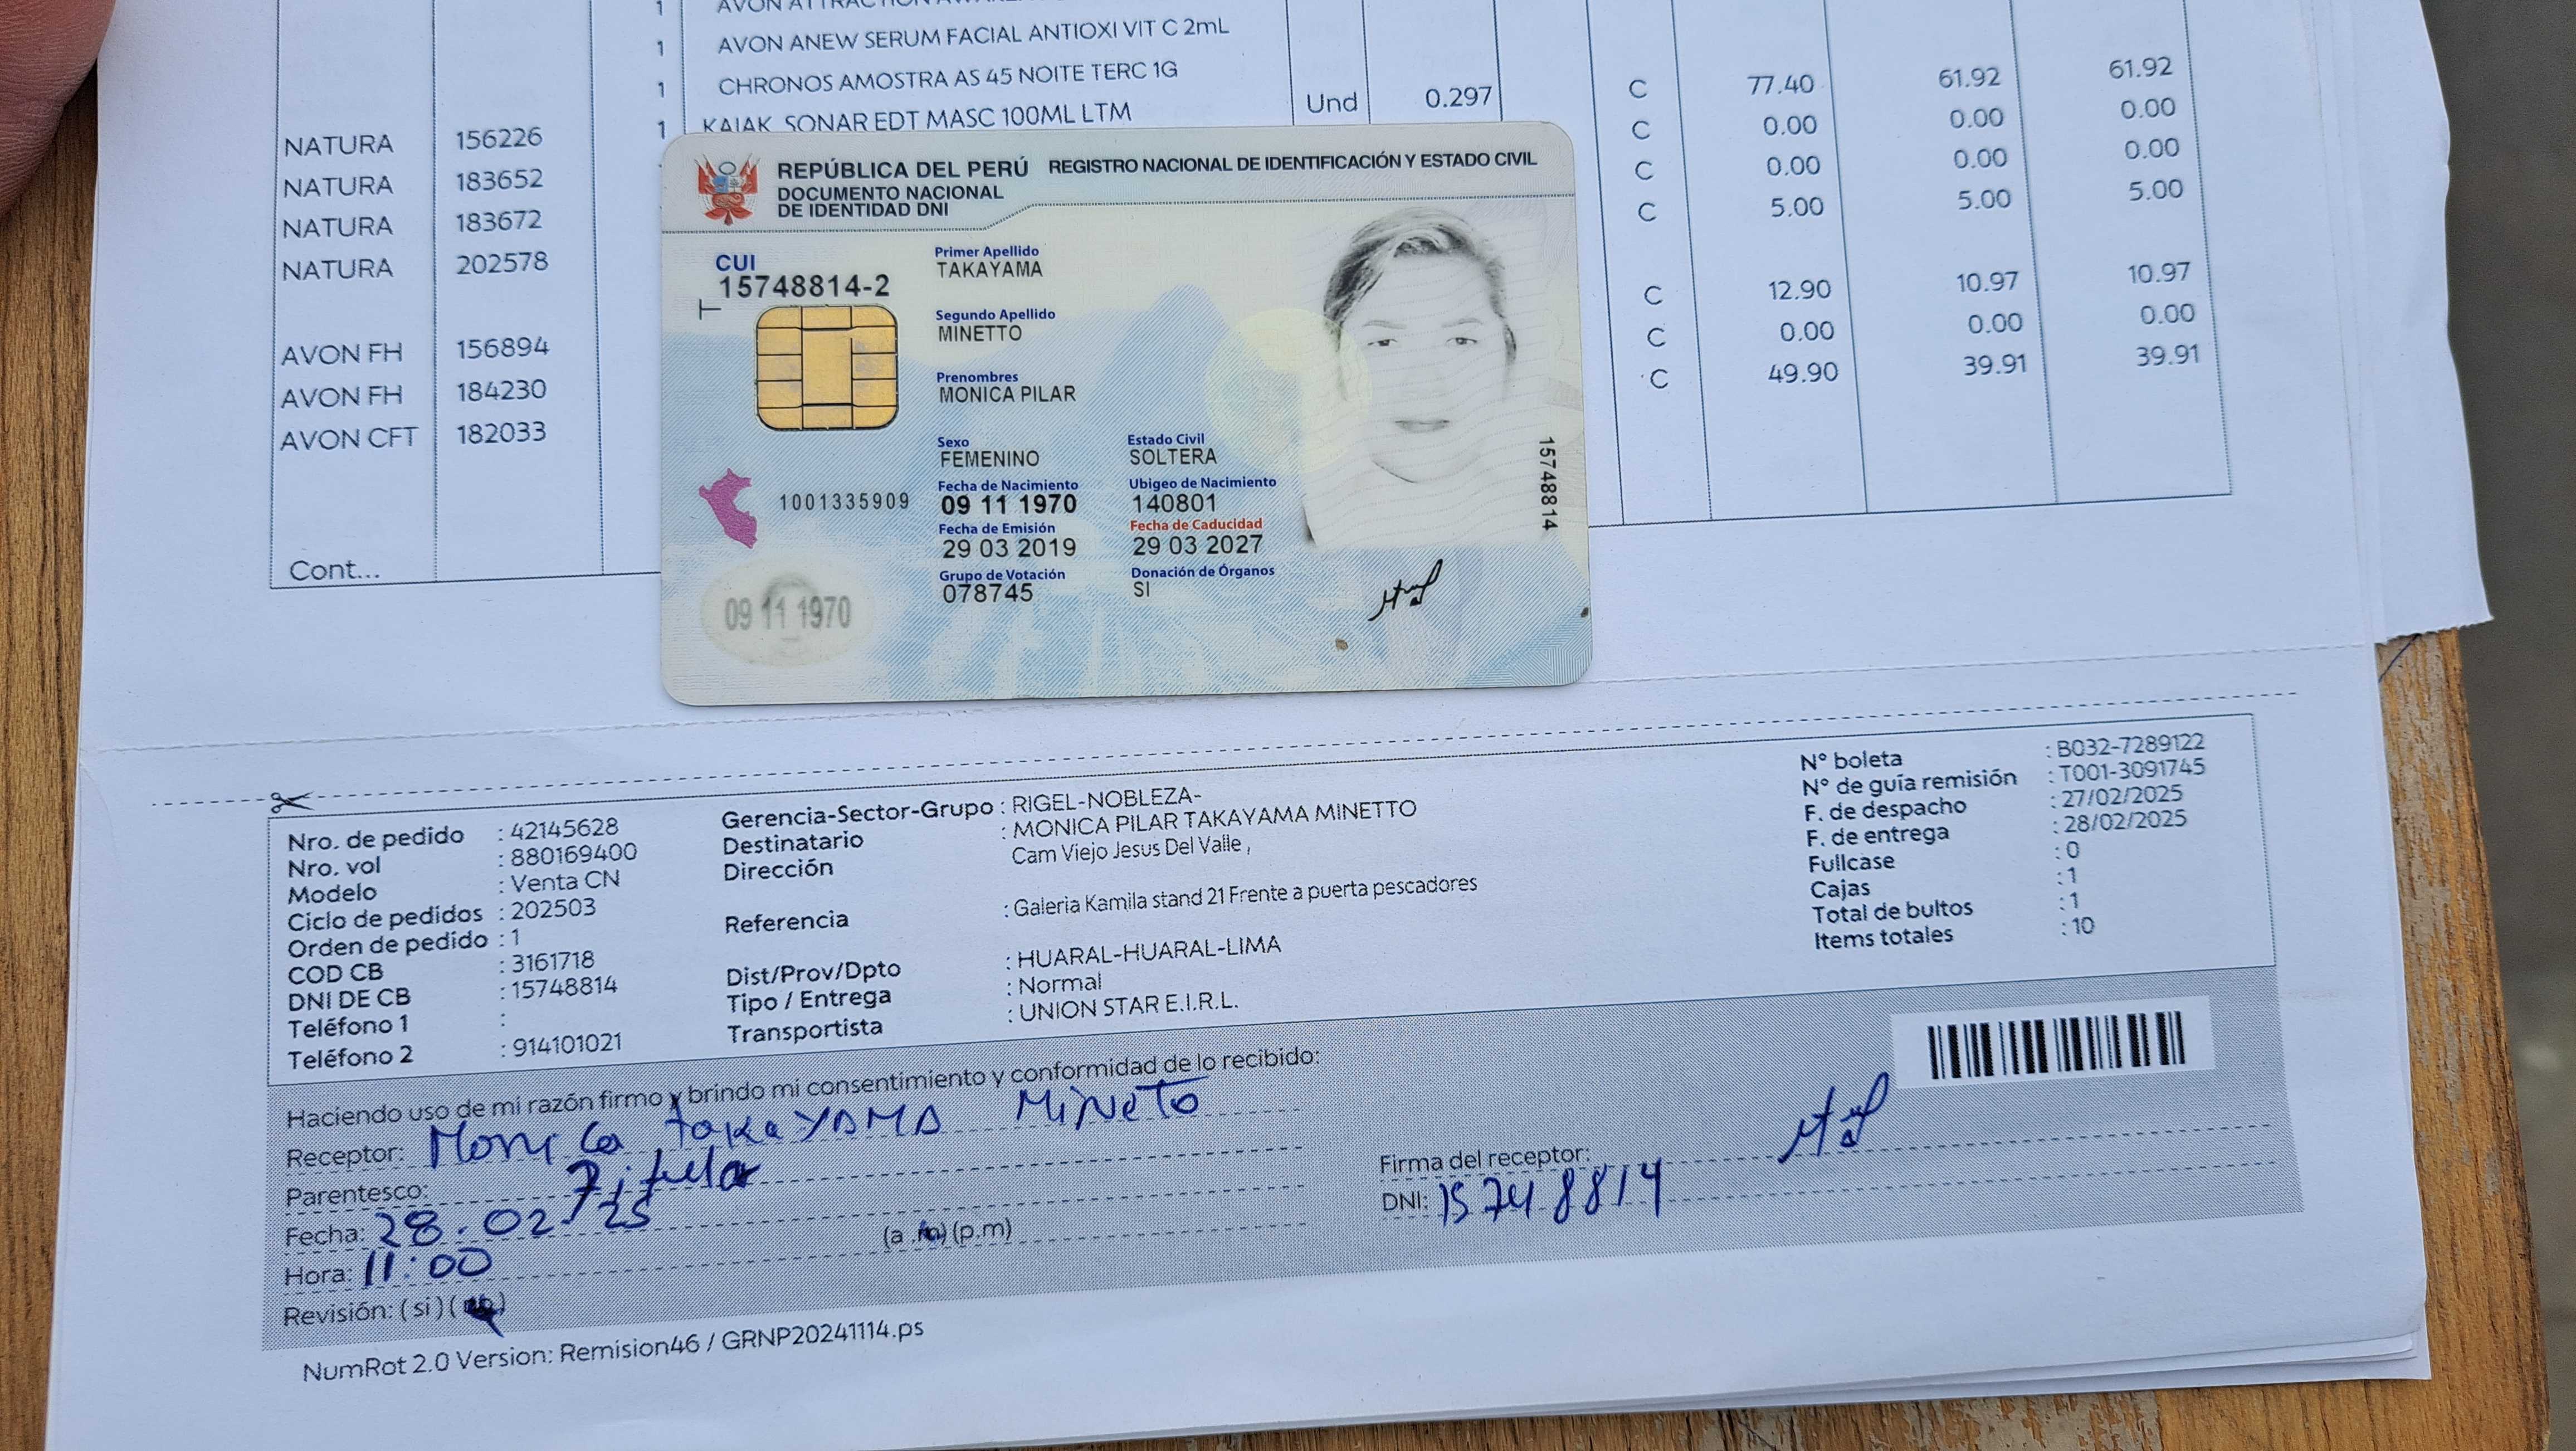 1 AVON ATTRACTION
1 AVON ANEW SERUM FACIAL ANTIOXI VIT C 2mL
1 CHRONOS AMOSTRA AS 45 NOITE TERC 1G
1 KAIAK SONAR EDT MASC 100ML LTM Und 0.297
C 77.40 61.92 61.92
NATURA 156226 C 0.00 0.00 0.00
NATURA 183652 C 0.00 0.00 0.00
NATURA 183672 C 5.00 5.00 5.00
NATURA 202578
C 12.90 10.97 10.97
AVON FH 156894 C 0.00 0.00 0.00
AVON FH 184230 C 49.90 39.91 39.91
AVON CFT 182033
Cont...
REPÚBLICA DEL PERÚ REGISTRO NACIONAL DE IDENTIFICACIÓN Y ESTADO CIVIL
DOCUMENTO NACIONAL
DE IDENTIDAD DNI
CUI
15748814-2
T
Primer Apellido
TAKAYAMA
Segundo Apellido
MINETTO
Prenombres
MONICA PILAR
Sexo Estado Civil
FEMENINO SOLTERA
Fecha de Nacimiento Ubigeo de Nacimiento
09 11 1970 140801
1001335909
Fecha de Emisión Fecha de Caducidad
29 03 2019 29 03 2027
Grupo de Votación Donación de Órganos
078745 SI
09 11 1970
15748814
Nro. de pedido : 42145628
Nro. vol : 880169400
Modelo : Venta CN
Ciclo de pedidos : 202503
Orden de pedido : 1
COD CB : 3161718
DNI DE CB : 15748814
Teléfono 1 :
Teléfono 2 : 914101021
Gerencia-Sector-Grupo : RIGEL-NOBLEZA-
Destinatario : MONICA PILAR TAKAYAMA MINETTO
Dirección Cam Viejo Jesus Del Valle ,
Referencia : Galeria Kamila stand 21 Frente a puerta pescadores
Dist/Prov/Dpto : HUARAL-HUARAL-LIMA
Tipo / Entrega : Normal
Transportista : UNION STAR E.I.R.L.
N° boleta : B032-7289122
N° de guía remisión : T001-3091745
F. de despacho : 27/02/2025
F. de entrega : 28/02/2025
Fullcase : 0
Cajas : 1
Total de bultos : 1
Items totales : 10
Haciendo uso de mi razón firmo y brindo mi consentimiento y conformidad de lo recibido:
Receptor: Monica takaYAMA MiNeTo
Parentesco: Titular
Fecha: 28.02.25
Hora: 11:00 (a .m) (p.m)
Revisión: ( si ) ( no )
Firma del receptor:
DNI: 15748814
NumRot 2.0 Version: Remision46 / GRNP20241114.ps